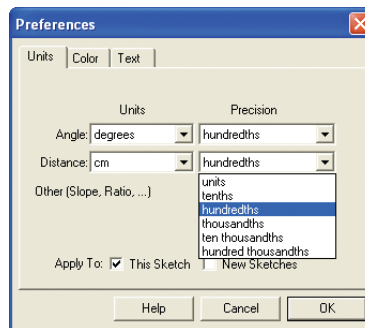 Preferences
Units Color Text
Units Precision
Angle: degrees hundredths
Distance: cm hundredths
Other (Slope, Ratio, ...)
units
tenths
hundredths
thousandths
ten thousandths
hundred thousandths
Apply To: This Sketch New Sketches
Help Cancel OK